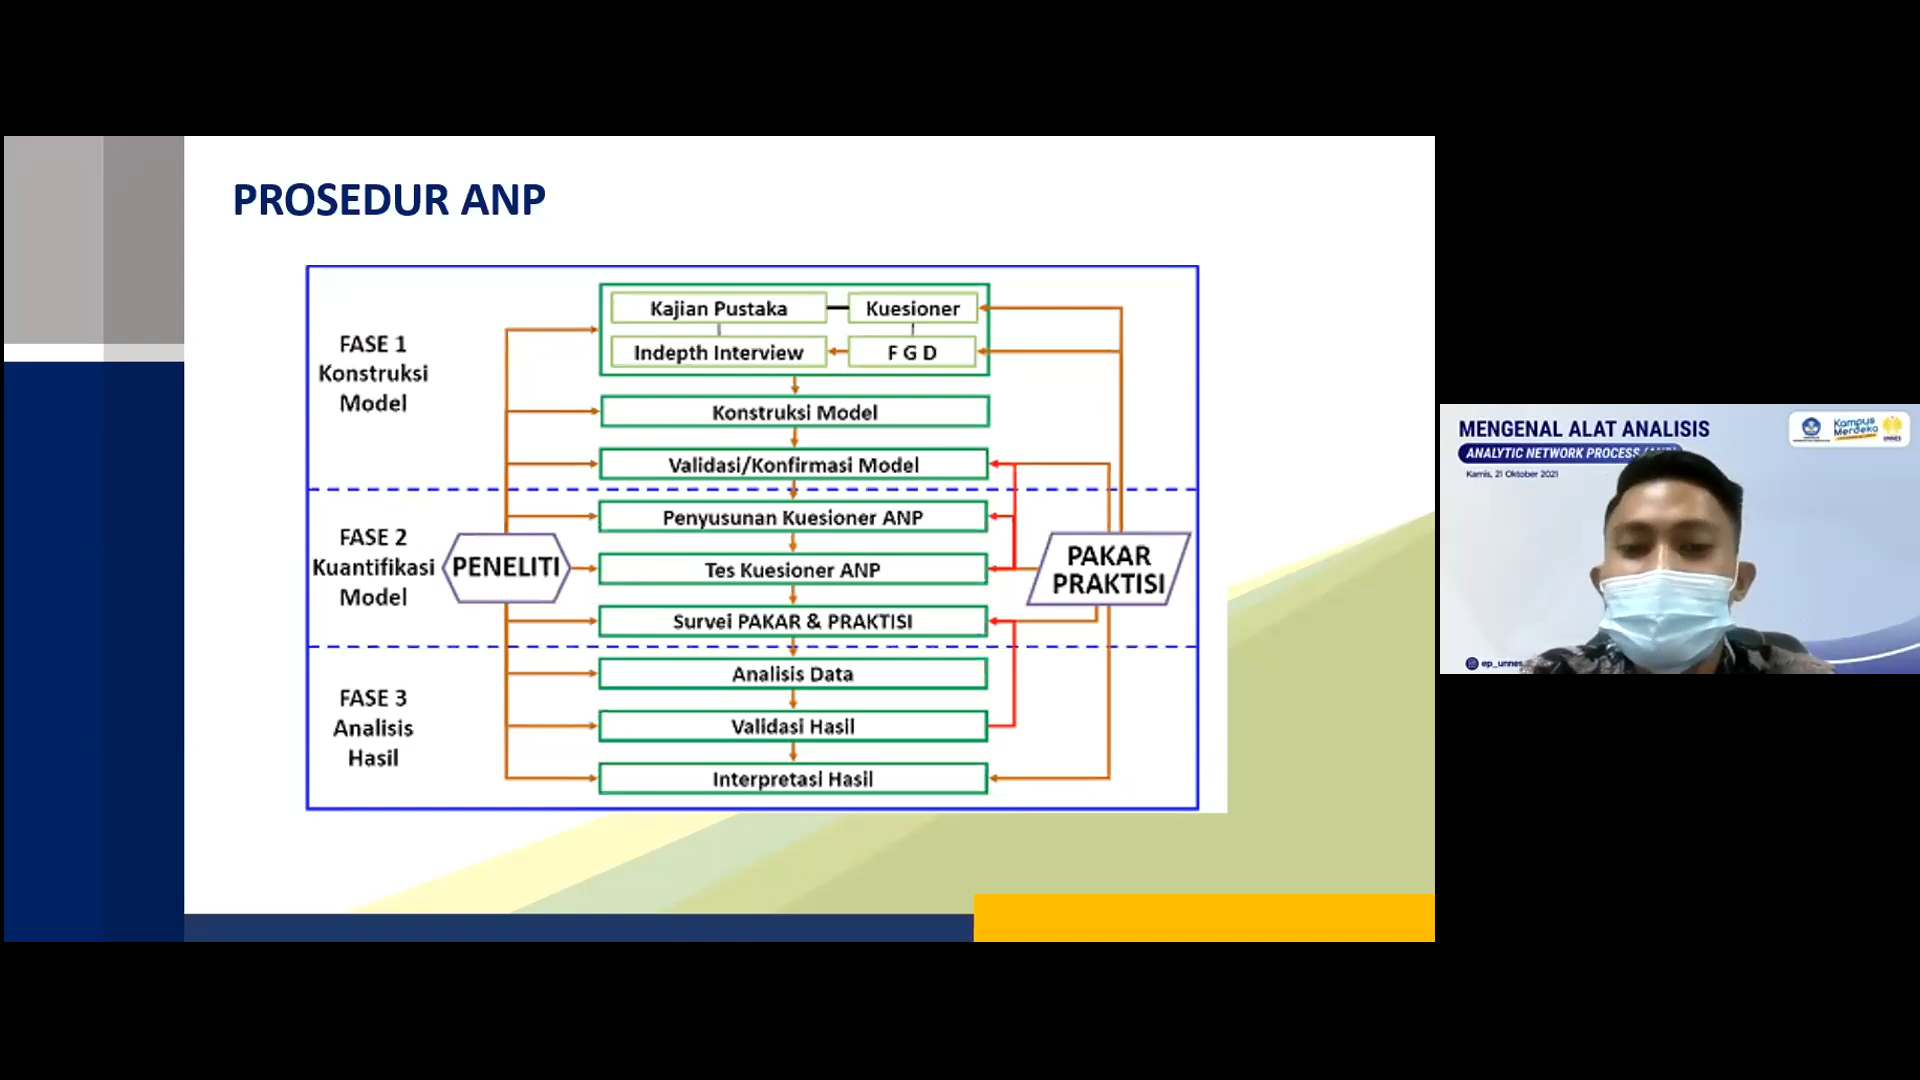 PROSEDUR ANP
FASE 1
Konstruksi
Model
Kajian Pustaka
Kuesioner
Indepth Interview
F G D
Konstruksi Model
Validasi/Konfirmasi Model
FASE 2
Kuantifikasi
Model
PENELITI
Penyusunan Kuesioner ANP
Tes Kuesioner ANP
Survei PAKAR & PRAKTISI
PAKAR
PRAKTISI
FASE 3
Analisis
Hasil
Analisis Data
Validasi Hasil
Interpretasi Hasil
MENGENAL ALAT ANALISIS
ANALYTIC NETWORK PROCESS
Kamis, 21 Oktober 2021
Kampus
Merdeka
UNNES
ep_unnes